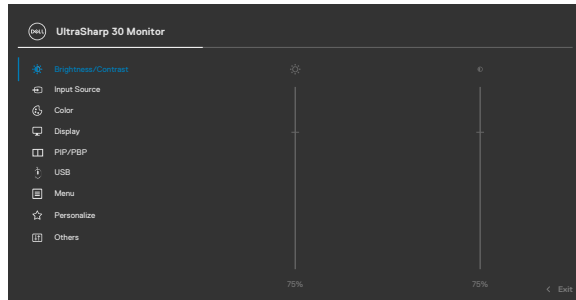 DELL UltraSharp 30 Monitor
Brightness/Contrast
Input Source
Color
Display
PIP/PBP
USB
Menu
Personalize
Others
75% 75%
< Exit